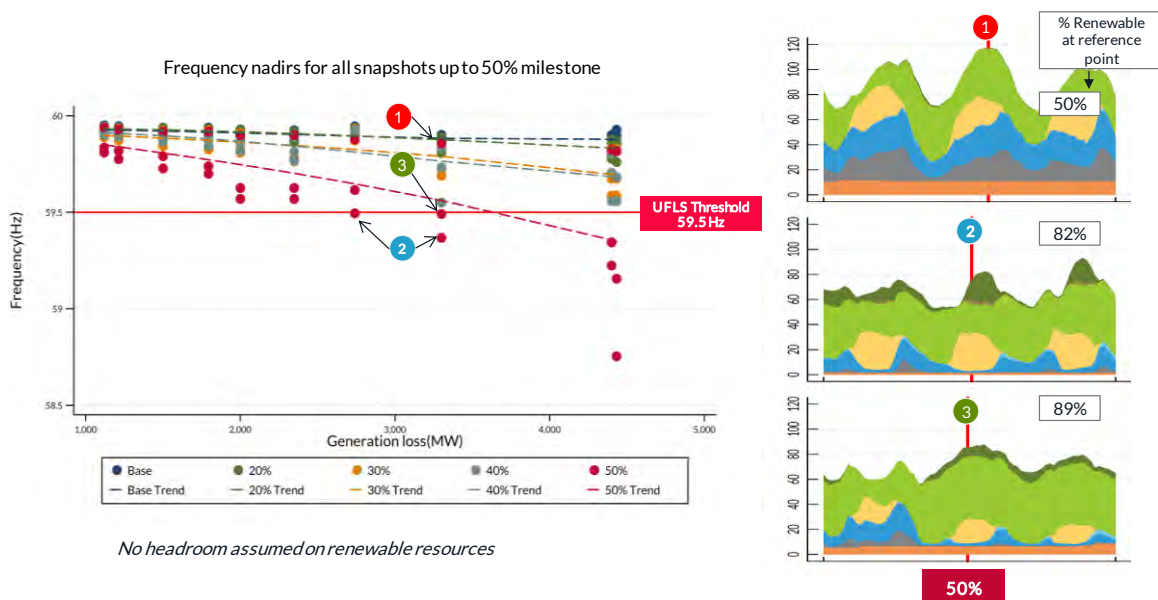 Frequency nadirs for all snapshots up to 50% milestone
Frequency(Hz)
60
59.5
59
58.5
1,000
2,000
3,000
4,000
5,000
Generation loss(MW)
1
3
2
UFLS Threshold
59.5Hz
Base
20%
30%
40%
50%
Base Trend
20% Trend
30% Trend
40% Trend
50% Trend
No headroom assumed on renewable resources
1
% Renewable
at reference
point
50%
120
100
80
60
40
20
0
2
82%
120
100
80
60
40
20
0
3
89%
120
100
80
60
40
20
0
50%